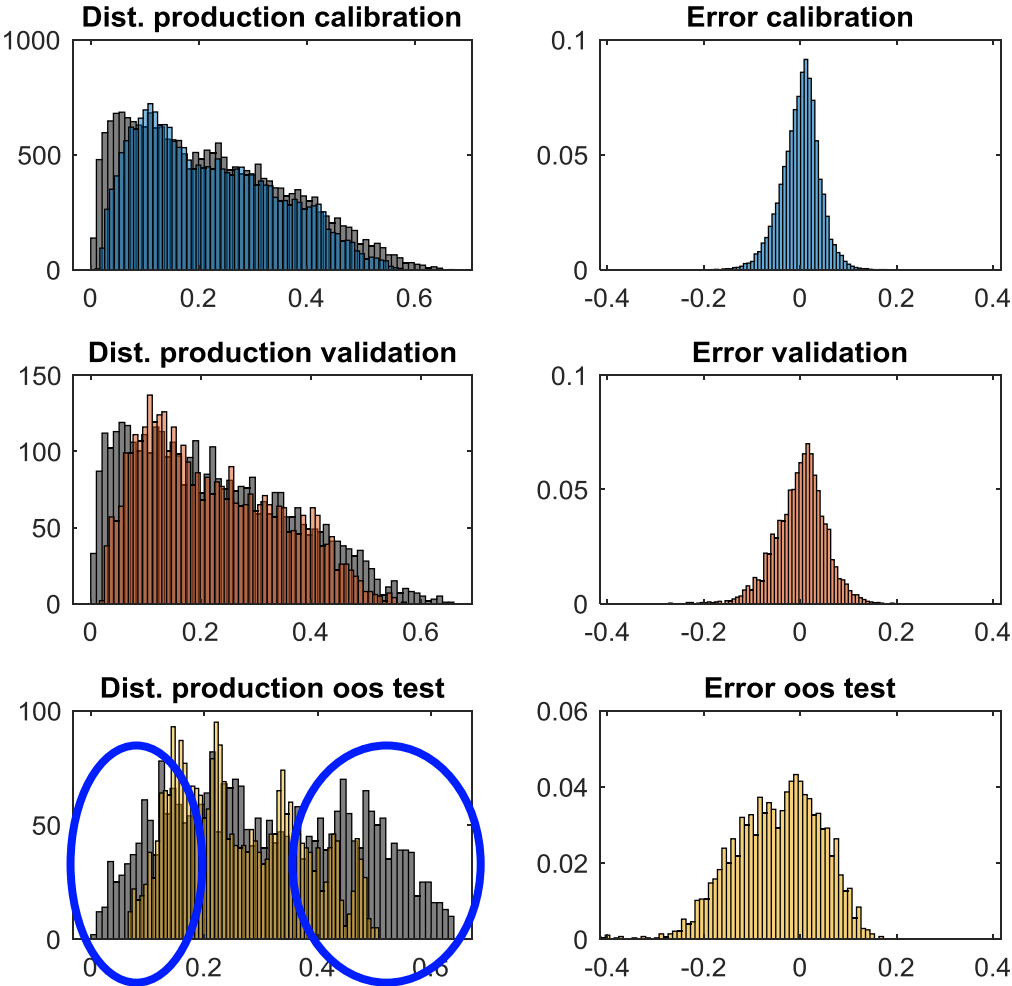 Dist. production calibration
1000
500
0
0 0.2 0.4 0.6
Error calibration
0.1
0.05
0
-0.4 -0.2 0 0.2 0.4
Dist. production validation
150
100
50
0
0 0.2 0.4 0.6
Error validation
0.1
0.05
0
-0.4 -0.2 0 0.2 0.4
Dist. production oos test
100
50
0
0 0.2 0.4 0.6
Error oos test
0.06
0.04
0.02
0
-0.4 -0.2 0 0.2 0.4